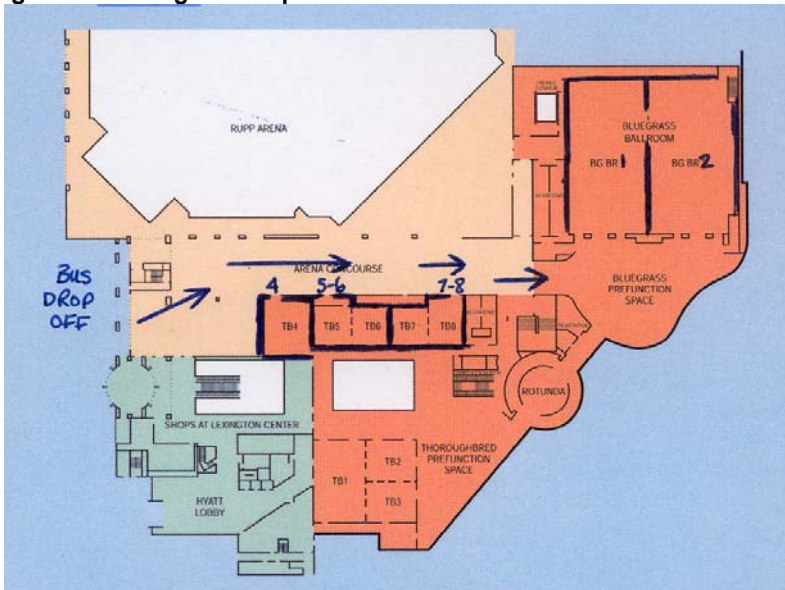 RUPP ARENA
BLUEGRASS
BALLROOM
BG BR 1
BG BR 2
BUS
DROP
OFF
ARENA CONCOURSE
4
5-6
7-8
TB4
TB5
TB6
TB7
TB8
BLUEGRASS
PREFUNCTION
SPACE
ROTUNDA
SHOPS AT LEXINGTON CENTER
THOROUGHBRED
PREFUNCTION
SPACE
TB1
TB2
TB3
HYATT
LOBBY